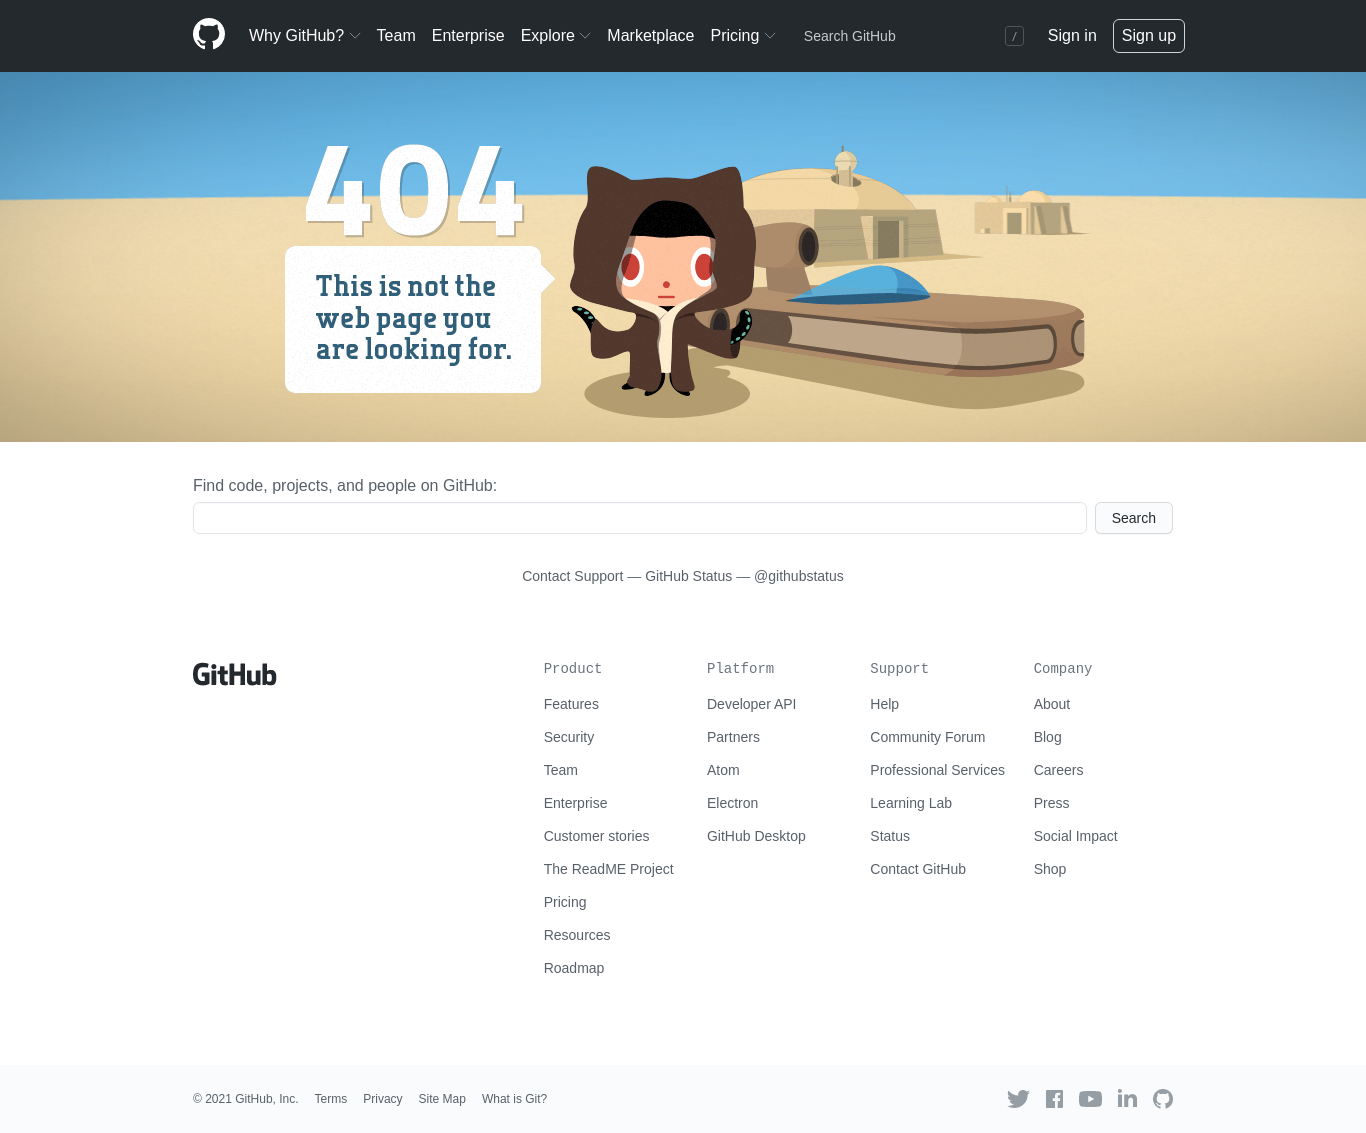 Why GitHub? Team Enterprise Explore Marketplace Pricing Search GitHub / Sign in Sign up
404
This is not the
web page you
are looking for.
Find code, projects, and people on GitHub:
Search
Contact Support — GitHub Status — @githubstatus
GitHub
Product
Features
Security
Team
Enterprise
Customer stories
The ReadME Project
Pricing
Resources
Roadmap
Platform
Developer API
Partners
Atom
Electron
GitHub Desktop
Support
Help
Community Forum
Professional Services
Learning Lab
Status
Contact GitHub
Company
About
Blog
Careers
Press
Social Impact
Shop
© 2021 GitHub, Inc. Terms Privacy Site Map What is Git?